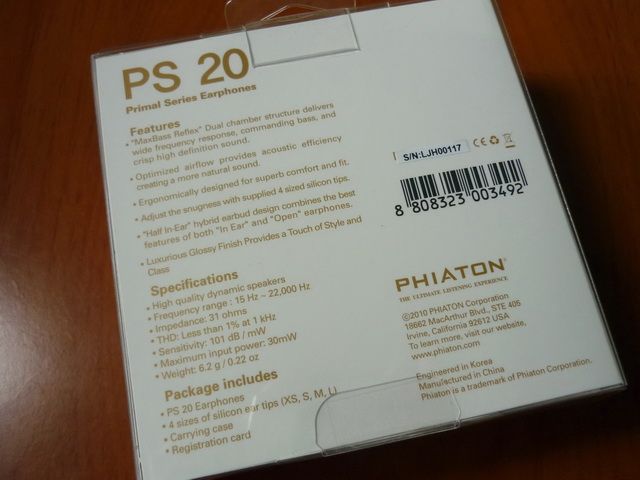 PS 20
Primal Series Earphones
Features
• "MaxBass Reflex" Dual chamber structure delivers
wide frequency response, commanding bass, and
crisp high definition sound.
• Optimized airflow provides acoustic efficiency
creating a more natural sound.
• Ergonomically designed for superb comfort and fit.
• Adjust the snugness with supplied 4 sized silicon tips.
• "Half In-Ear" hybrid earbud design combines the best
features of both "In Ear" and "Open" earphones.
• Luxurious Glossy Finish Provides a Touch of Style and
Class
Specifications
• High quality dynamic speakers
• Frequency range : 15 Hz ~ 22,000 Hz
• Impedance: 31 ohms
• THD: Less than 1% at 1 kHz
• Sensitivity: 101 dB / mW
• Maximum input power: 30mW
• Weight: 6.2 g / 0.22 oz
Package includes
• PS 20 Earphones
• 4 sizes of silicon ear tips (XS, S, M, L)
• Carrying case
• Registration card
S/N:LJH00117
CE
8 808323 003492
PHIATON®
THE ULTIMATE LISTENING EXPERIENCE
©2010 PHIATON Corporation
18662 MacArthur Blvd., STE 405
Irvine, California 92612 USA
To learn more, visit our website,
www.phiaton.com
Engineered in Korea
Manufactured in China
Phiaton is a trademark of Phiaton Corporation.